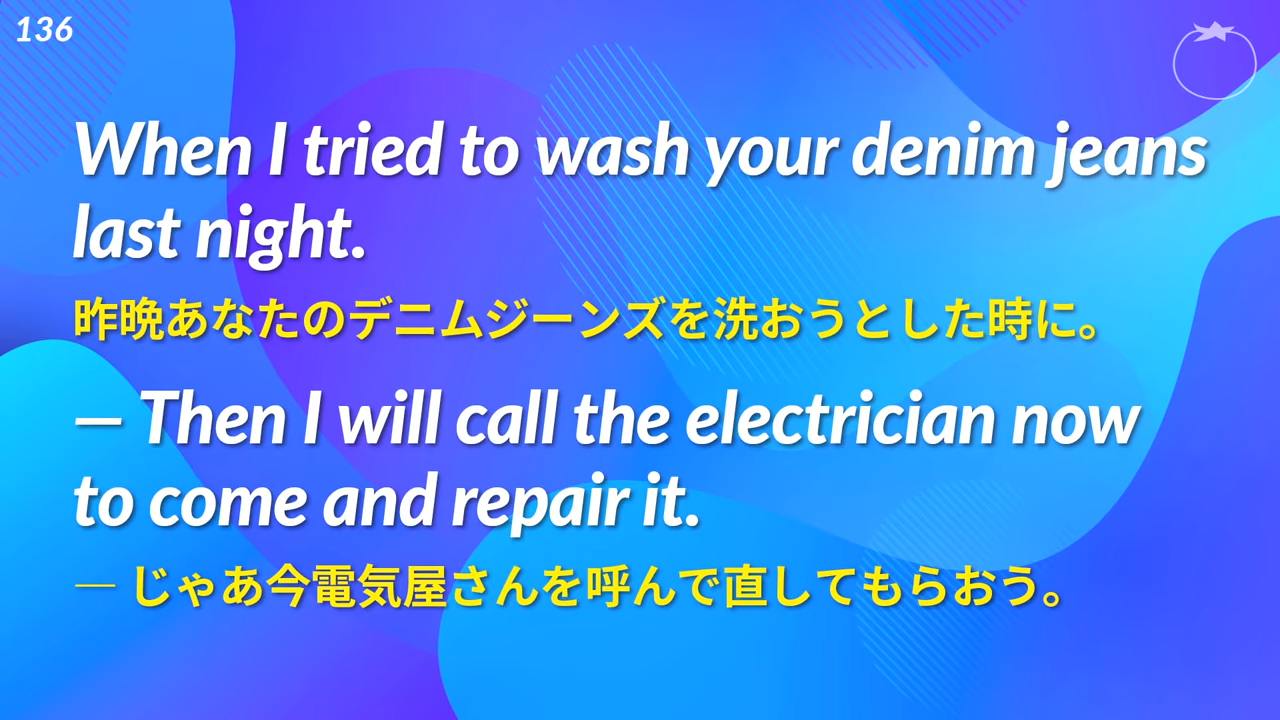 136
When I tried to wash your denim jeans
last night.
昨晩あなたのデニムジーンズを洗おうとした時に。
— Then I will call the electrician now
to come and repair it.
— じゃあ今電気屋さんを呼んで直してもらおう。